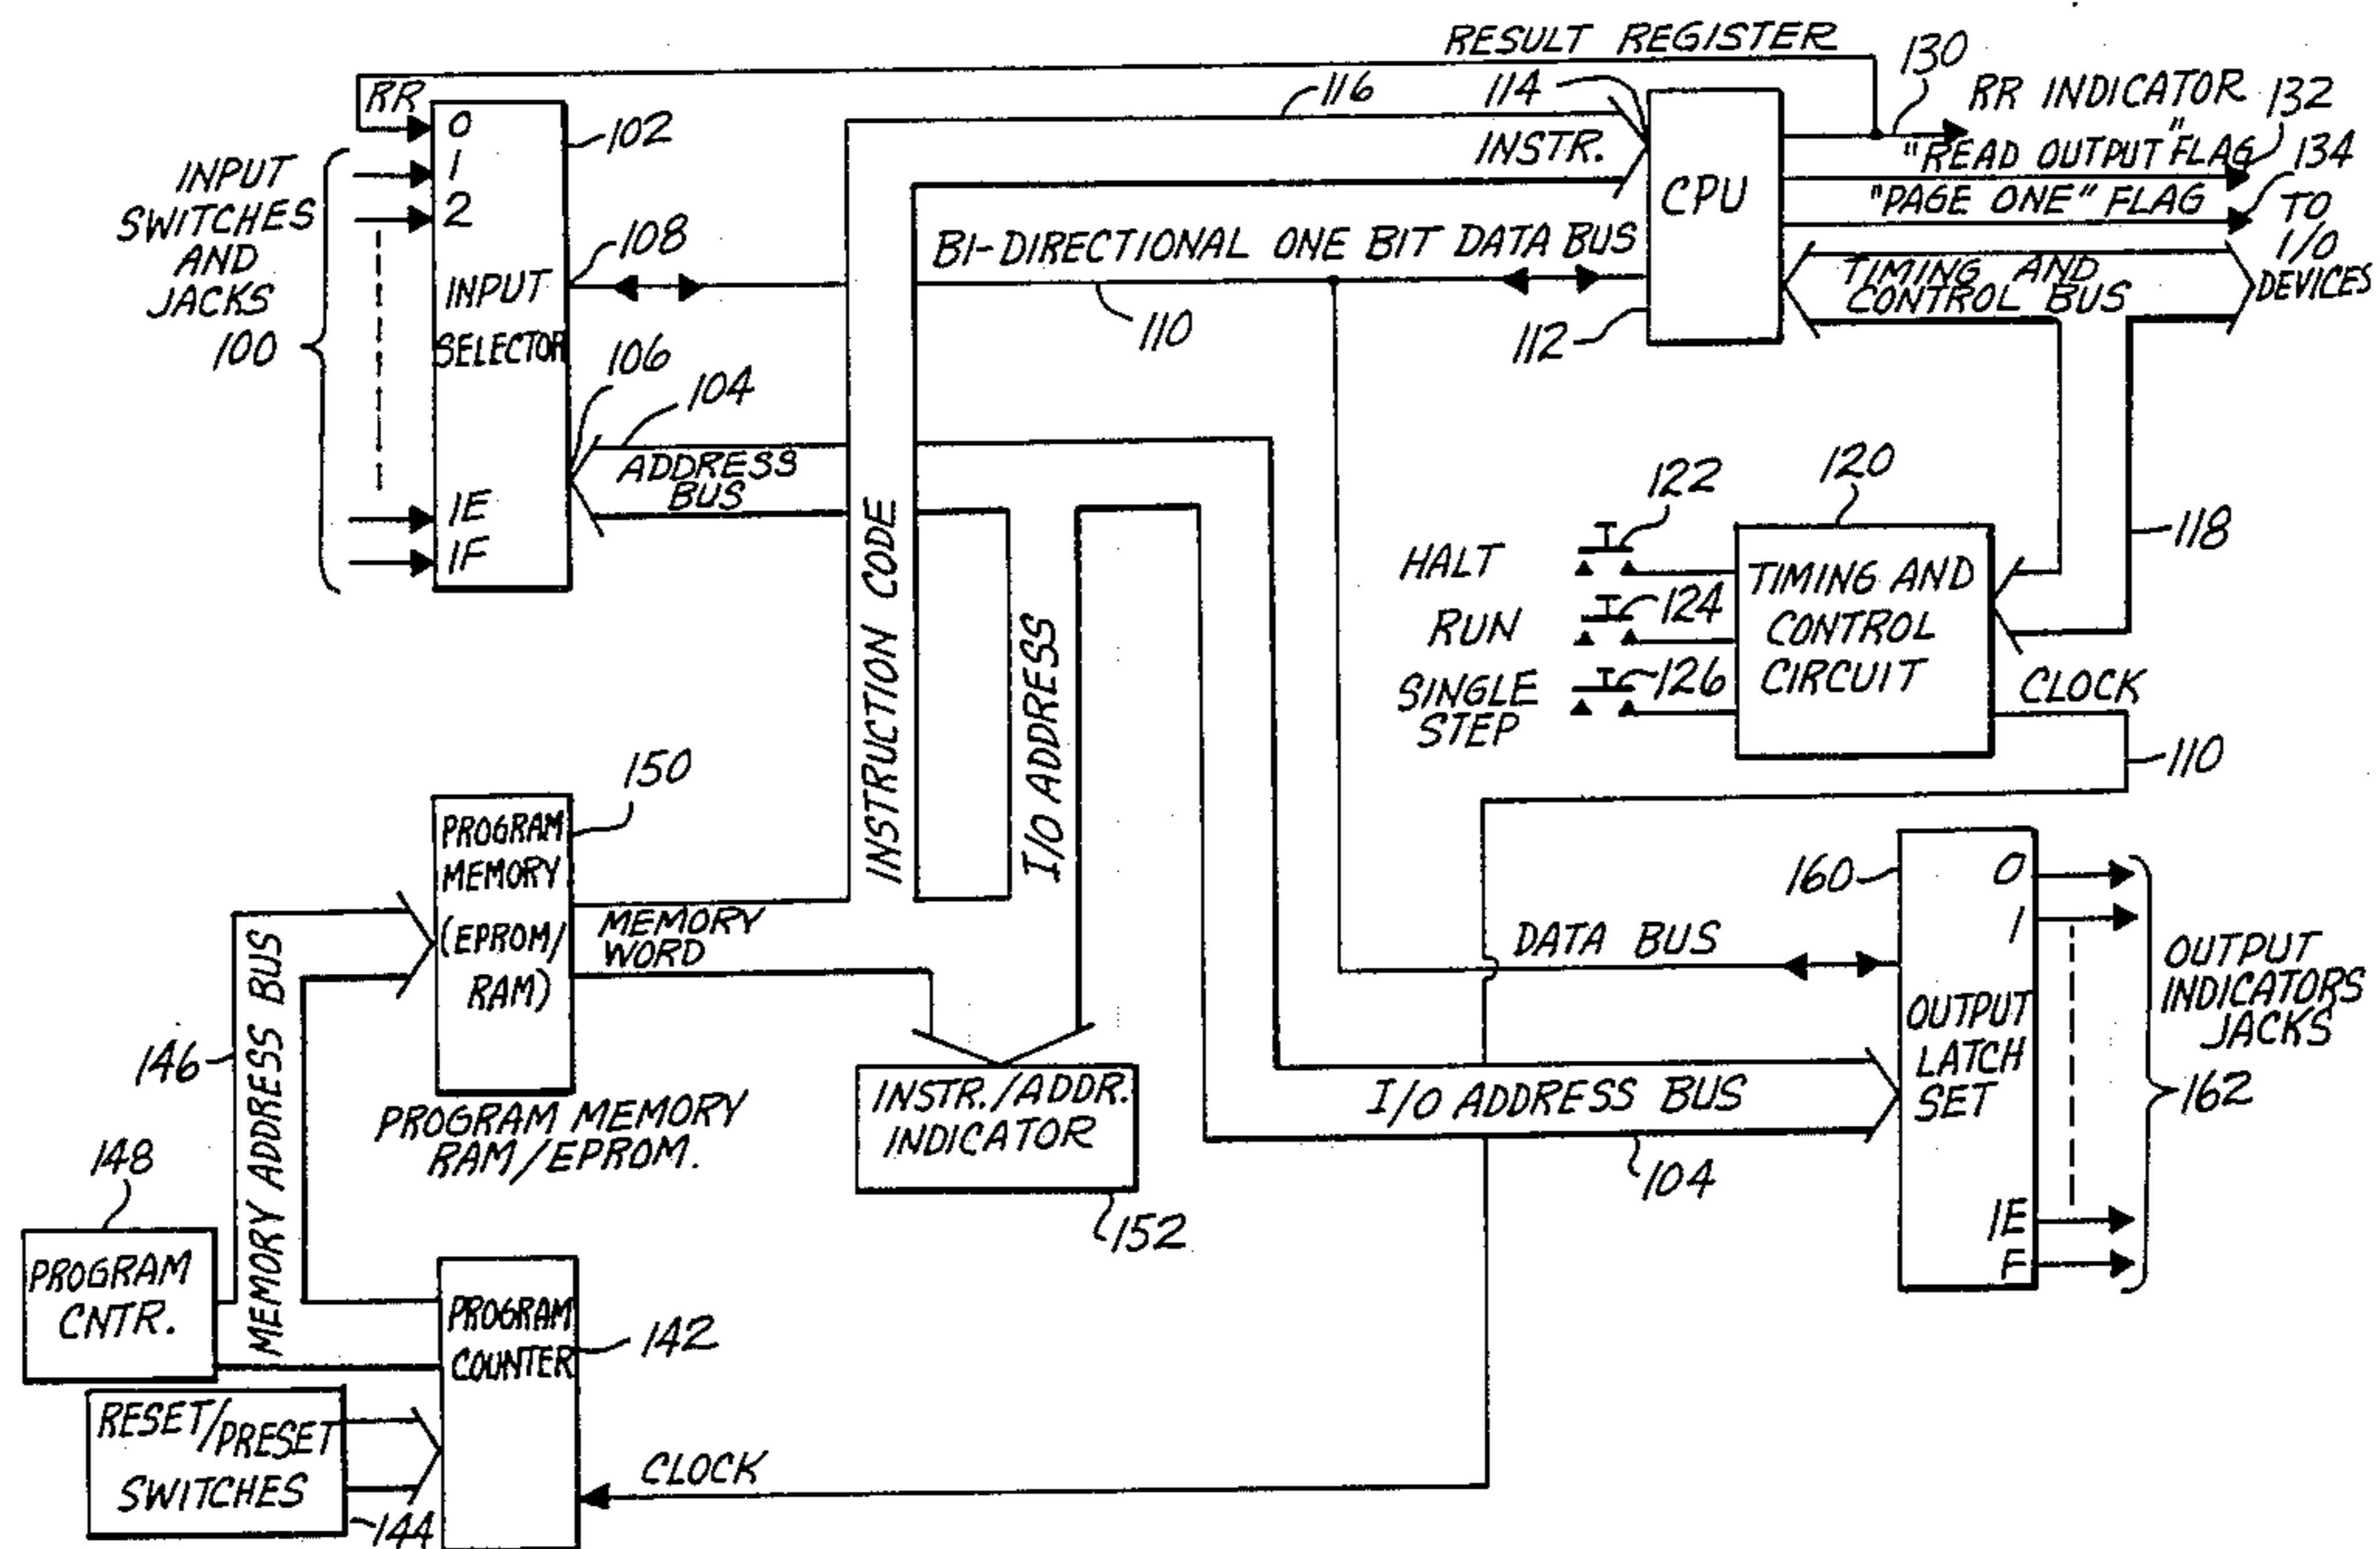 RESULT REGISTER
RR
0
1
2
INPUT
SELECTOR
1E
1F
102
INPUT
SWITCHES
AND
JACKS
100
108
106
104
ADDRESS
BUS
116
114
INSTR.
BI-DIRECTIONAL ONE BIT DATA BUS
110
112
CPU
130
RR INDICATOR
132
"READ OUTPUT" FLAG
134
"PAGE ONE" FLAG
TO
I/O
DEVICES
TIMING AND
CONTROL BUS
118
120
122
HALT
124
RUN
126
SINGLE
STEP
TIMING AND
CONTROL
CIRCUIT
CLOCK
110
INSTRUCTION CODE
I/O ADDRESS
150
PROGRAM
MEMORY
(EPROM/
RAM)
MEMORY
WORD
PROGRAM MEMORY
RAM/EPROM.
146
MEMORY ADDRESS BUS
INSTR./ADDR.
INDICATOR
152
160
DATA BUS
I/O ADDRESS BUS
104
0
1
OUTPUT
LATCH
SET
1E
F
OUTPUT
INDICATORS
JACKS
162
148
PROGRAM
CNTR.
PROGRAM
COUNTER
142
RESET/PRESET
SWITCHES
144
CLOCK